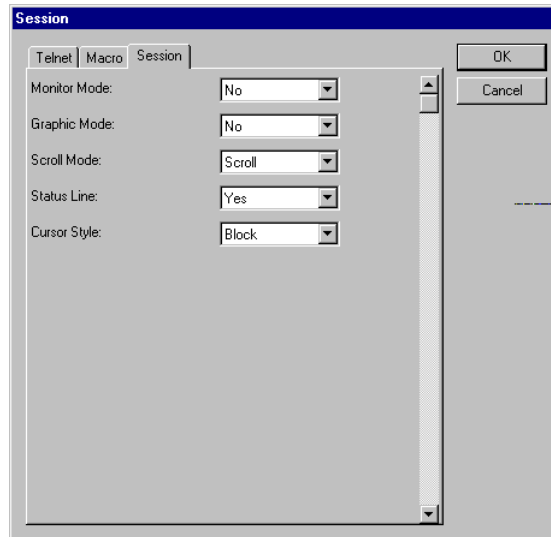 Session
Telnet Macro Session
OK
Cancel
Monitor Mode: No
Graphic Mode: No
Scroll Mode: Scroll
Status Line: Yes
Cursor Style: Block